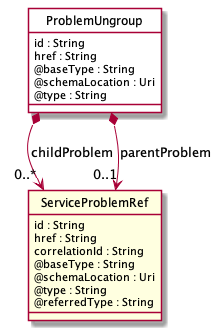 ProblemUngroup
id : String
href : String
@baseType : String
@schemaLocation : Uri
@type : String
childProblem
parentProblem
0..*
0..1
ServiceProblemRef
id : String
href : String
correlationId : String
@baseType : String
@schemaLocation : Uri
@type : String
@referredType : String